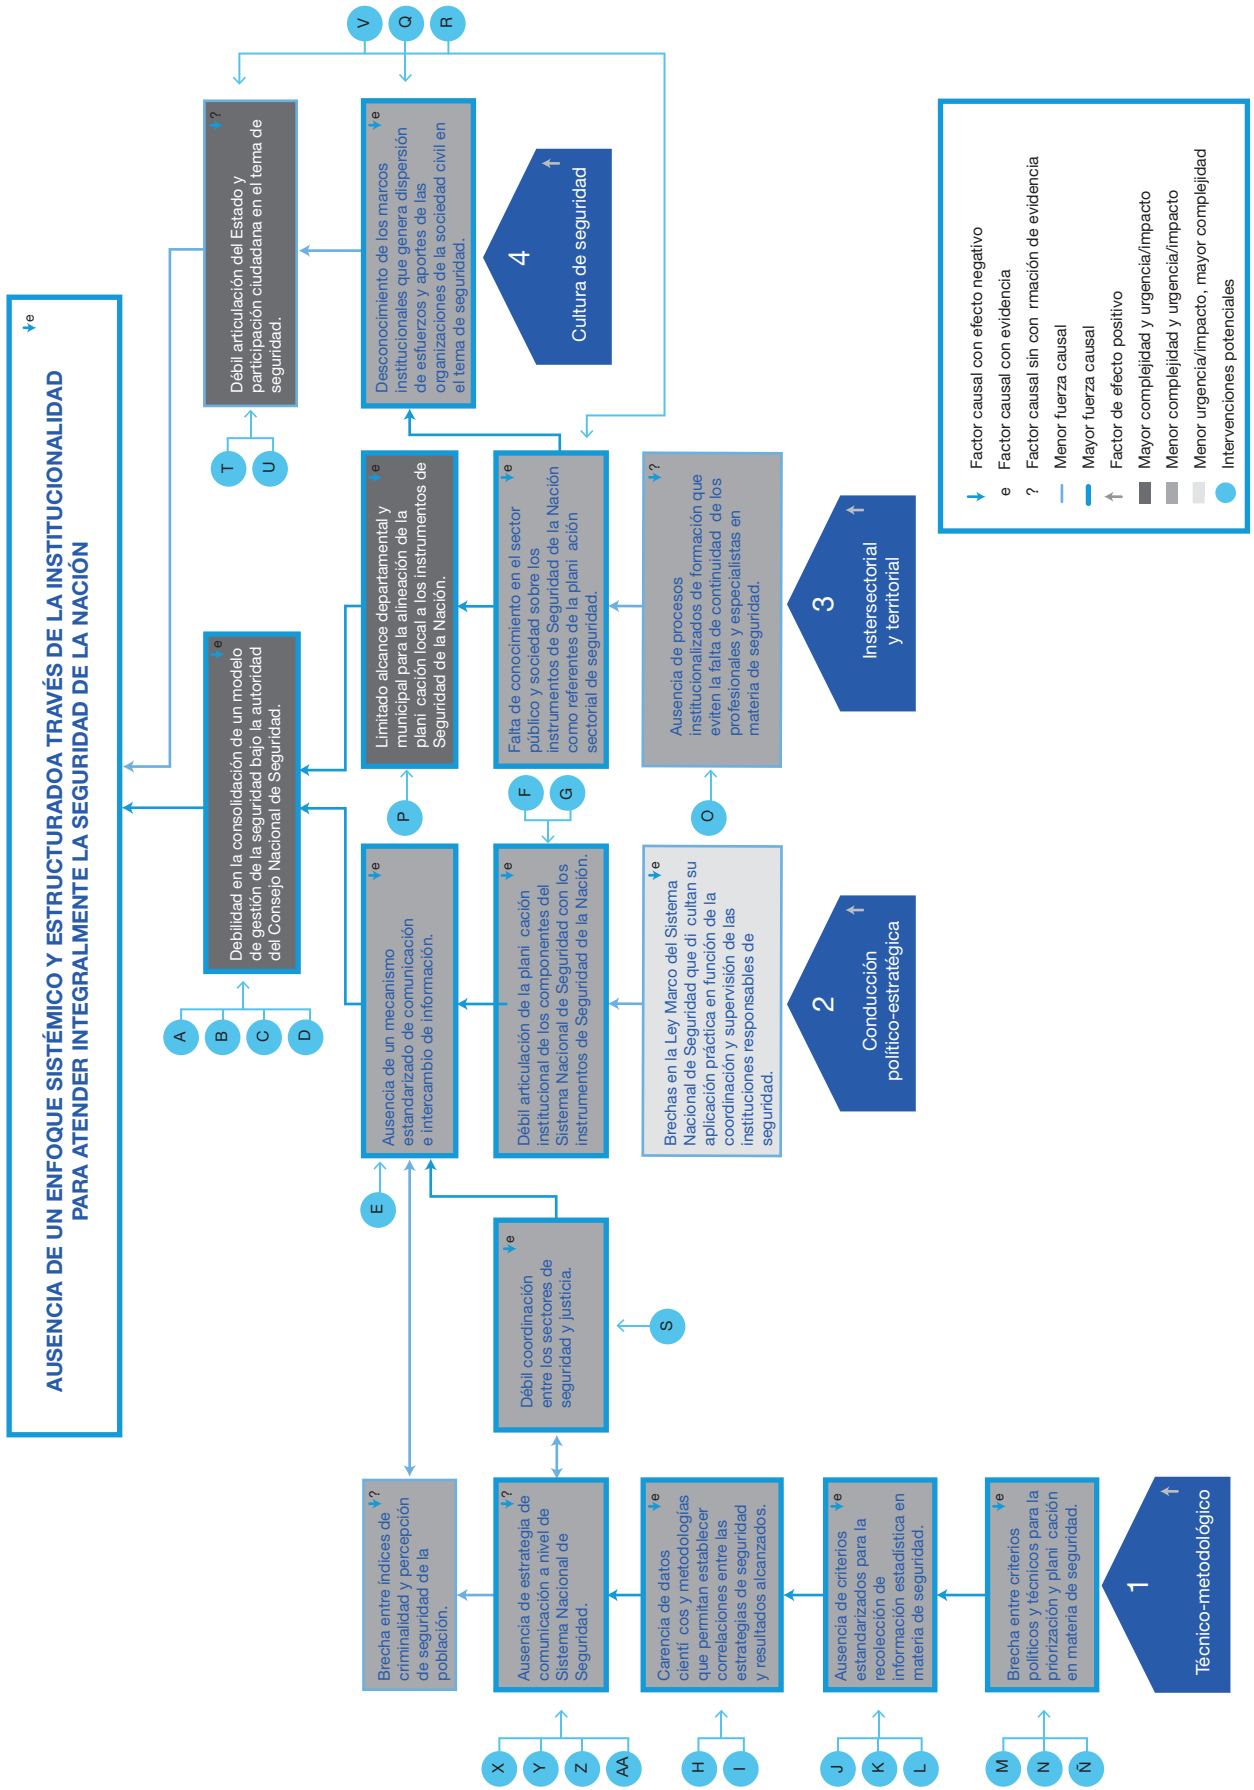 AUSENCIA DE UN ENFOQUE SISTÉMICO Y ESTRUCTURADOA TRAVÉS DE LA INSTITUCIONALIDAD
PARA ATENDER INTEGRALMENTE LA SEGURIDAD DE LA NACIÓN
e
A
B
C
D
Debilidad en la consolidación de un modelo
de gestión de la seguridad bajo la autoridad
del Consejo Nacional de Seguridad.
e
T
U
Débil articulación del Estado y
participación ciudadana en el tema de
seguridad.
?
V
Q
R
Brecha entre índices de
criminalidad y percepción
de seguridad de la
población.
?
E
Ausencia de un mecanismo
estandarizado de comunicación
e intercambio de información.
e
P
Limitado alcance departamental y
municipal para la alineación de la
plani cación local a los instrumentos de
Seguridad de la Nación.
e
Desconocimiento de los marcos
institucionales que genera dispersión
de esfuerzos y aportes de las
organizaciones de la sociedad civil en
el tema de seguridad.
e
X
Y
Z
AA
Ausencia de estrategia de
comunicación a nivel de
Sistema Nacional de
Seguridad.
?
Débil coordinación
entre los sectores de
seguridad y justicia.
e
S
Débil articulación de la plani cación
institucional de los componentes del
Sistema Nacional de Seguridad con los
instrumentos de Seguridad de la Nación.
e
F
G
Falta de conocimiento en el sector
público y sociedad sobre los
instrumentos de Seguridad de la Nación
como referentes de la plani ación
sectorial de seguridad.
e
4
Cultura de seguridad
H
I
Carencia de datos
cientí cos y metodologías
que permitan establecer
correlaciones entre las
estrategias de seguridad
y resultados alcanzados.
e
Brechas en la Ley Marco del Sistema
Nacional de Seguridad que di cultan su
aplicación práctica en función de la
coordinación y supervisión de las
instituciones responsables de
seguridad.
e
O
Ausencia de procesos
institucionalizados de formación que
eviten la falta de continuidad de los
profesionales y especialistas en
materia de seguridad.
?
J
K
L
Ausencia de criterios
estandarizados para la
recolección de
información estadística en
materia de seguridad.
e
2
Conducción
político-estratégica
3
Instersectorial
y territorial
M
N
Ñ
Brecha entre criterios
políticos y técnicos para la
priorización y plani cación
en materia de seguridad.
e
1
Técnico-metodológico
Factor causal con efecto negativo
e Factor causal con evidencia
? Factor causal sin con rmación de evidencia
Menor fuerza causal
Mayor fuerza causal
Factor de efecto positivo
Mayor complejidad y urgencia/impacto
Menor complejidad y urgencia/impacto
Menor urgencia/impacto, mayor complejidad
Intervenciones potenciales